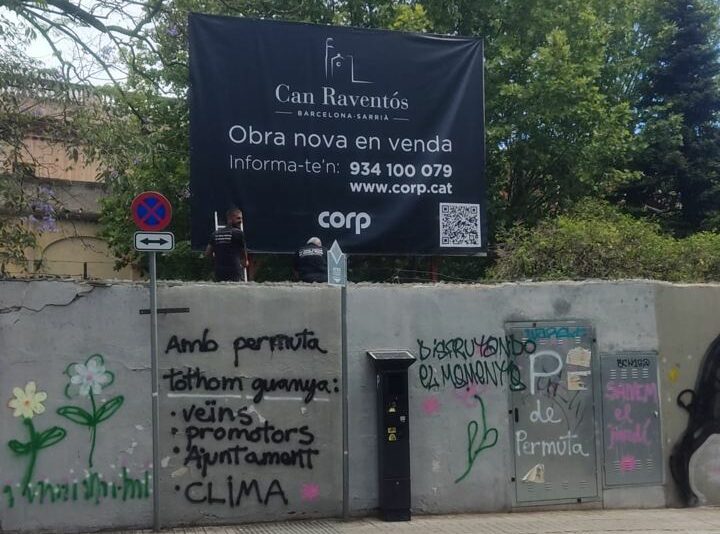 Can Raventós
BARCELONA·SARRIÀ
Obra nova en venda
Informa-te'n: 934 100 079
www.corp.cat
corp
Amb permuta
tothom guanya:
· veïns
· promotors
· Ajuntament
· CLIMA
DISFRUTANDO
EL MOMENTO
P
de
Permuta
SALVEM
el
jardí